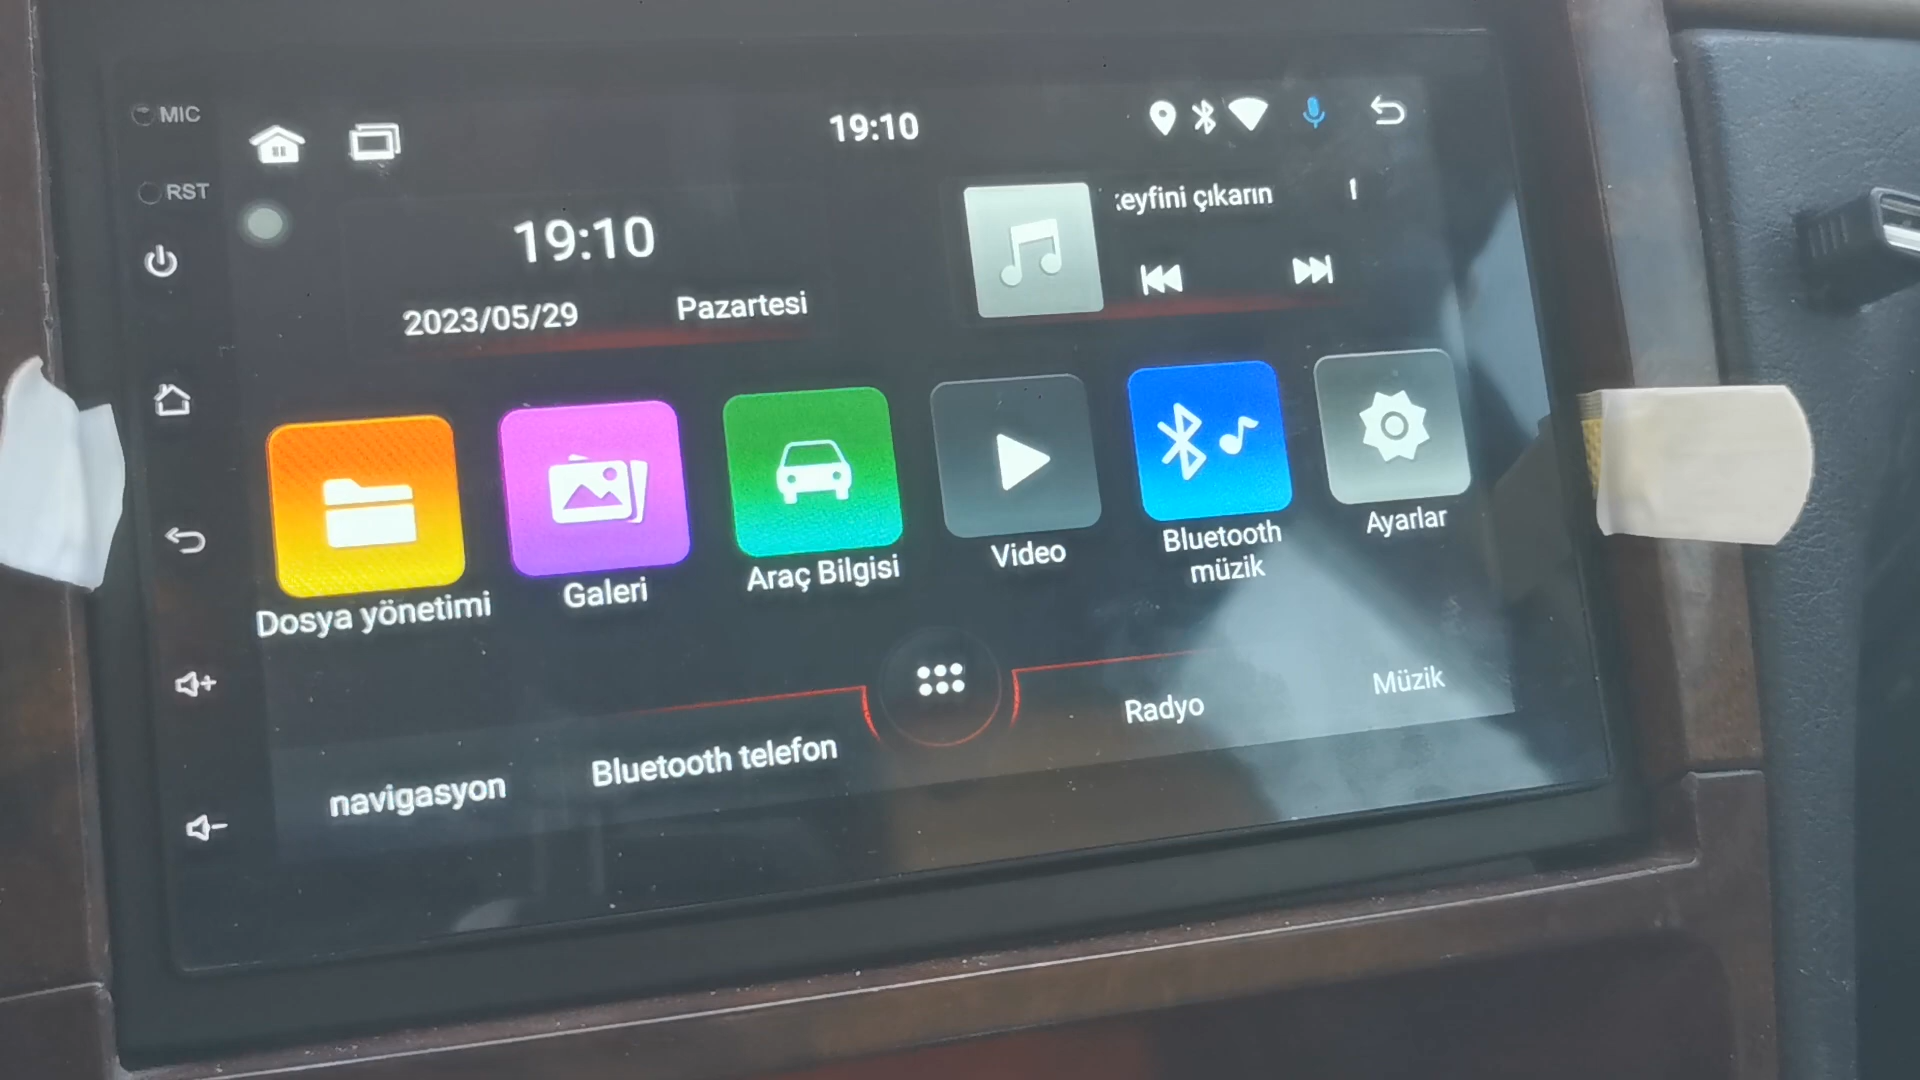 MIC
19:10
RST
19:10
çıkarın
2023/05/29
Pazartesi
Dosya yönetimi
Galeri
Araç Bilgisi
Video
Bluetooth
müzik
Ayarlar
navigasyon
Bluetooth telefon
Radyo
Müzik